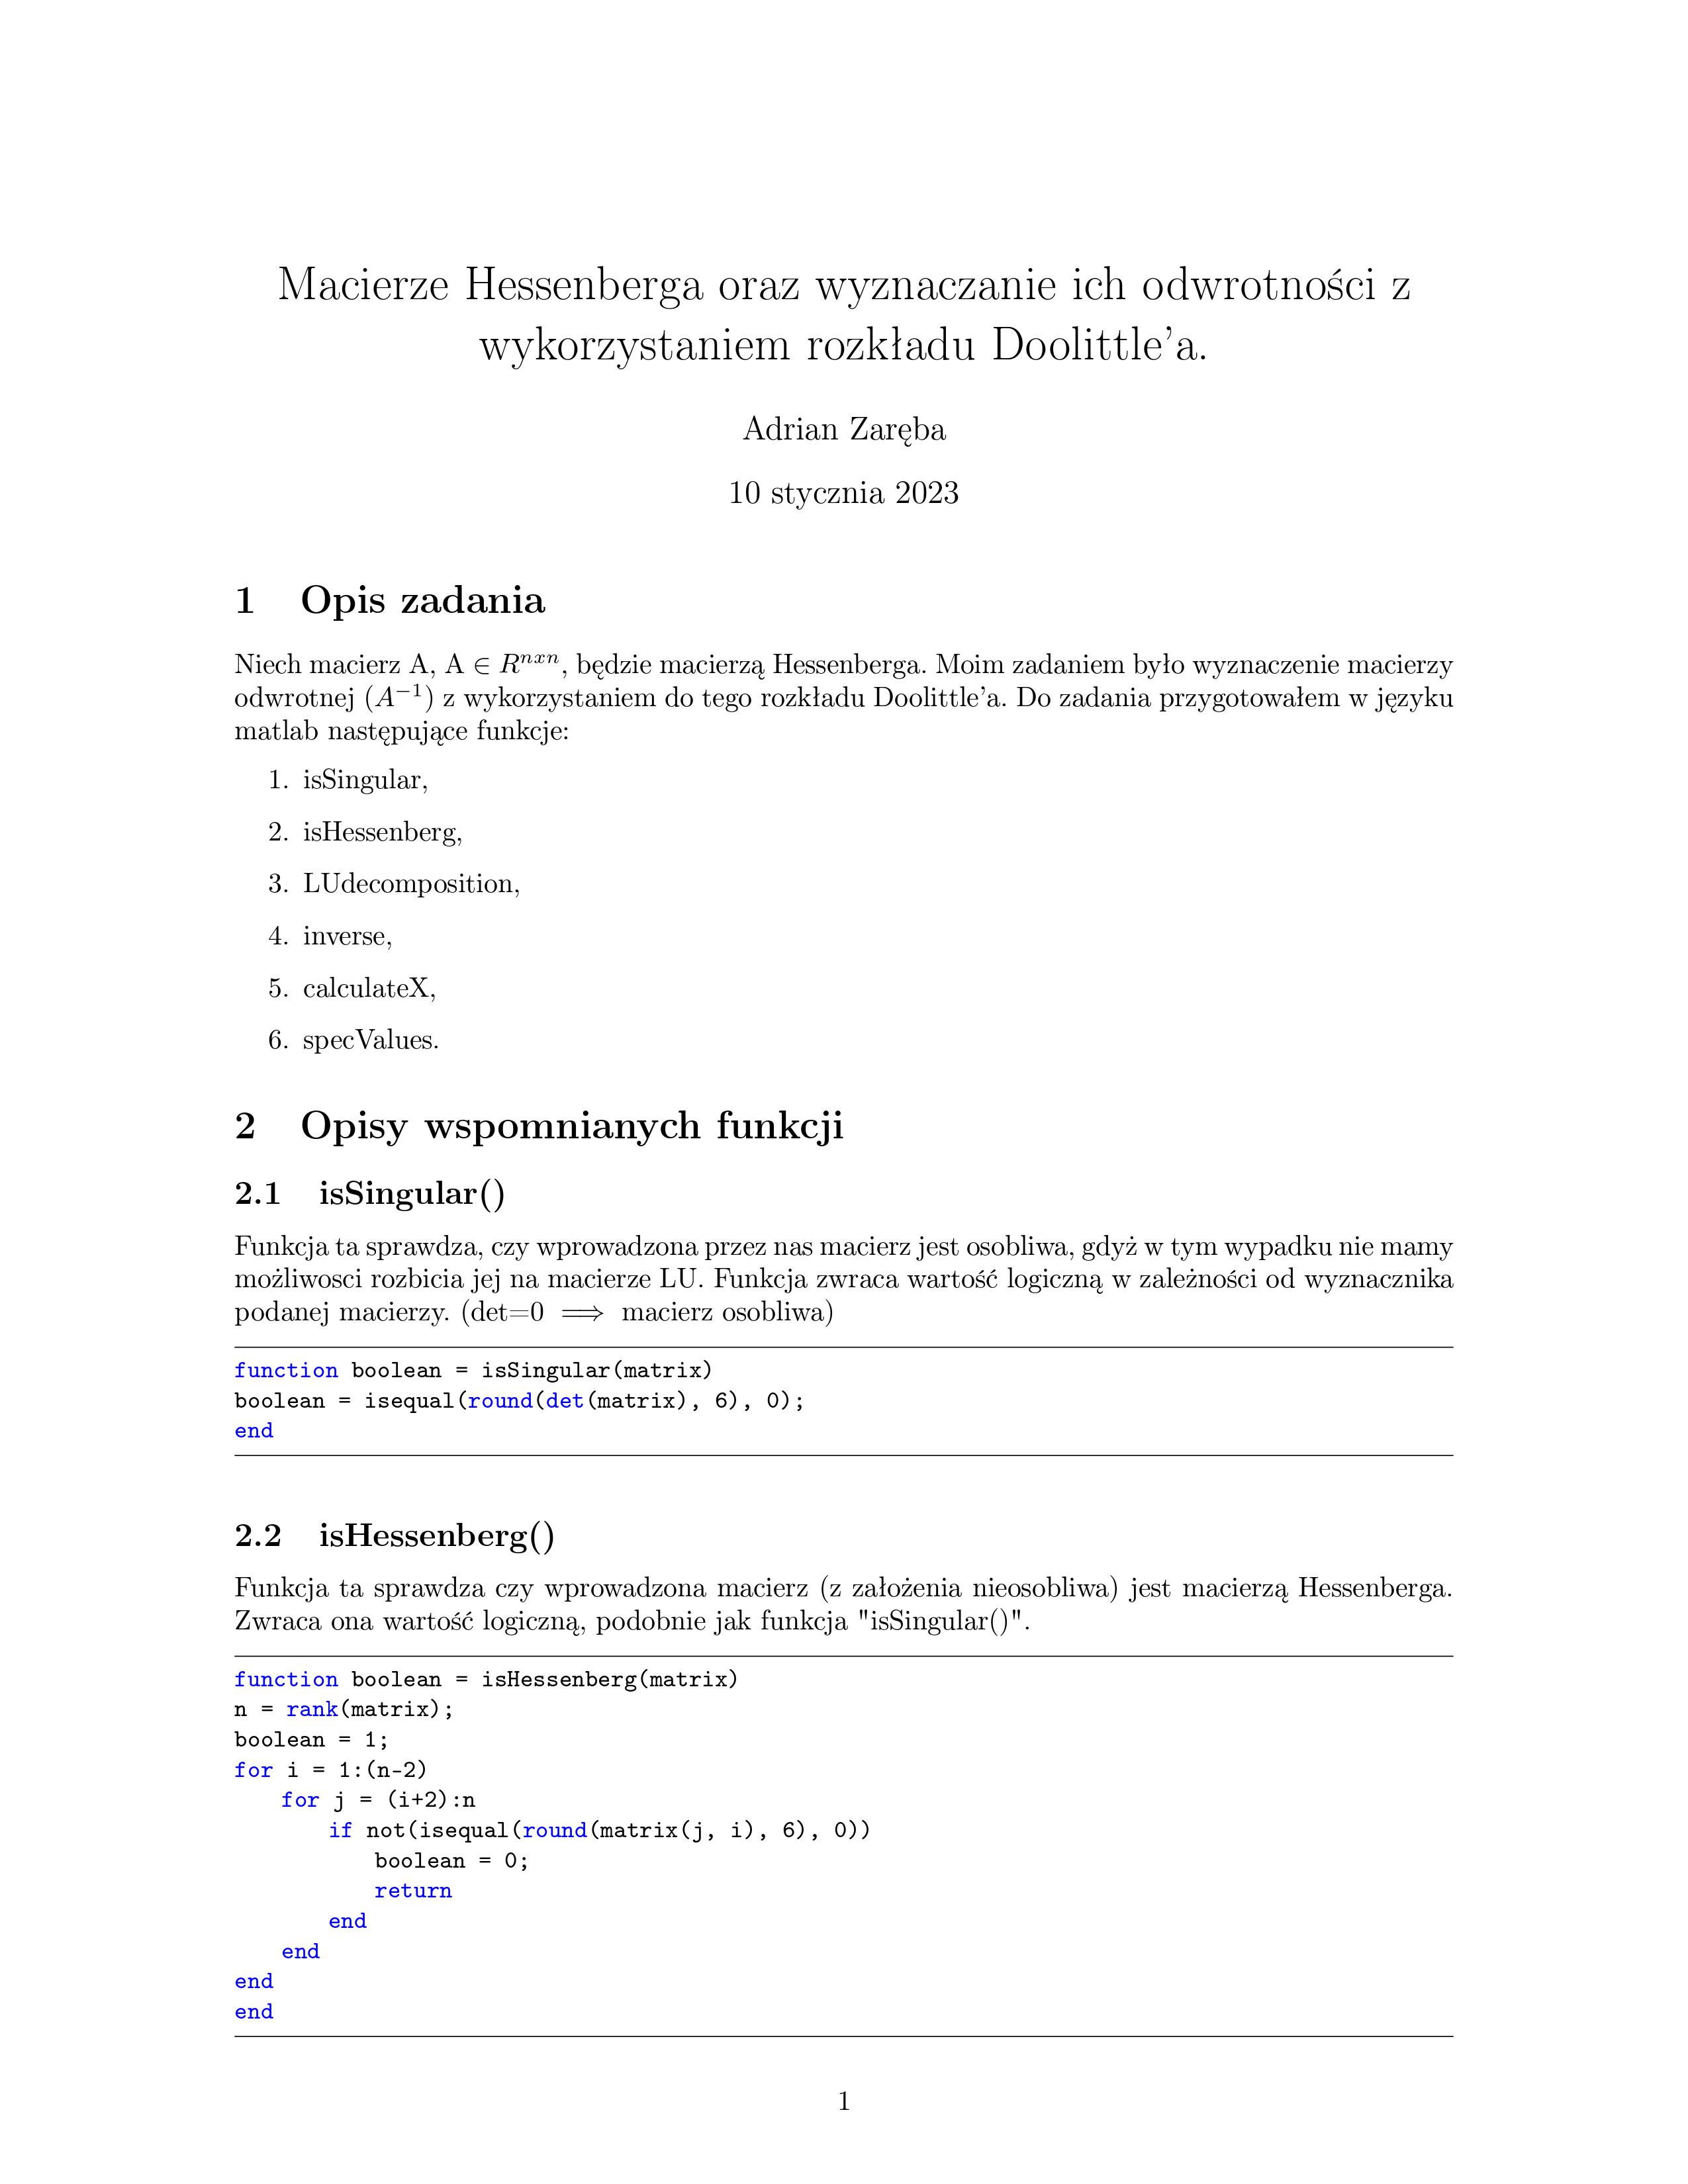 Macierze Hessenberga oraz wyznaczanie ich odwrotności z
wykorzystaniem rozkładu Doolittle'a.
Adrian Zaręba
10 stycznia 2023
1 Opis zadania
Niech macierz A, A ∈ Rⁿˣⁿ, będzie macierzą Hessenberga. Moim zadaniem było wyznaczenie macierzy
odwrotnej (A⁻¹) z wykorzystaniem do tego rozkładu Doolittle'a. Do zadania przygotowałem w języku
matlab następujące funkcje:
1. isSingular,
2. isHessenberg,
3. LUdecomposition,
4. inverse,
5. calculateX,
6. specValues.
2 Opisy wspomnianych funkcji
2.1 isSingular()
Funkcja ta sprawdza, czy wprowadzona przez nas macierz jest osobliwa, gdyż w tym wypadku nie mamy
możliwosci rozbicia jej na macierze LU. Funkcja zwraca wartość logiczną w zależności od wyznacznika
podanej macierzy. (det=0 ⟹ macierz osobliwa)
function boolean = isSingular(matrix)
boolean = isequal(round(det(matrix), 6), 0);
end
2.2 isHessenberg()
Funkcja ta sprawdza czy wprowadzona macierz (z założenia nieosobliwa) jest macierzą Hessenberga.
Zwraca ona wartość logiczną, podobnie jak funkcja "isSingular()".
function boolean = isHessenberg(matrix)
n = rank(matrix);
boolean = 1;
for i = 1:(n-2)
for j = (i+2):n
if not(isequal(round(matrix(j, i), 6), 0))
boolean = 0;
return
end
end
end
end
1